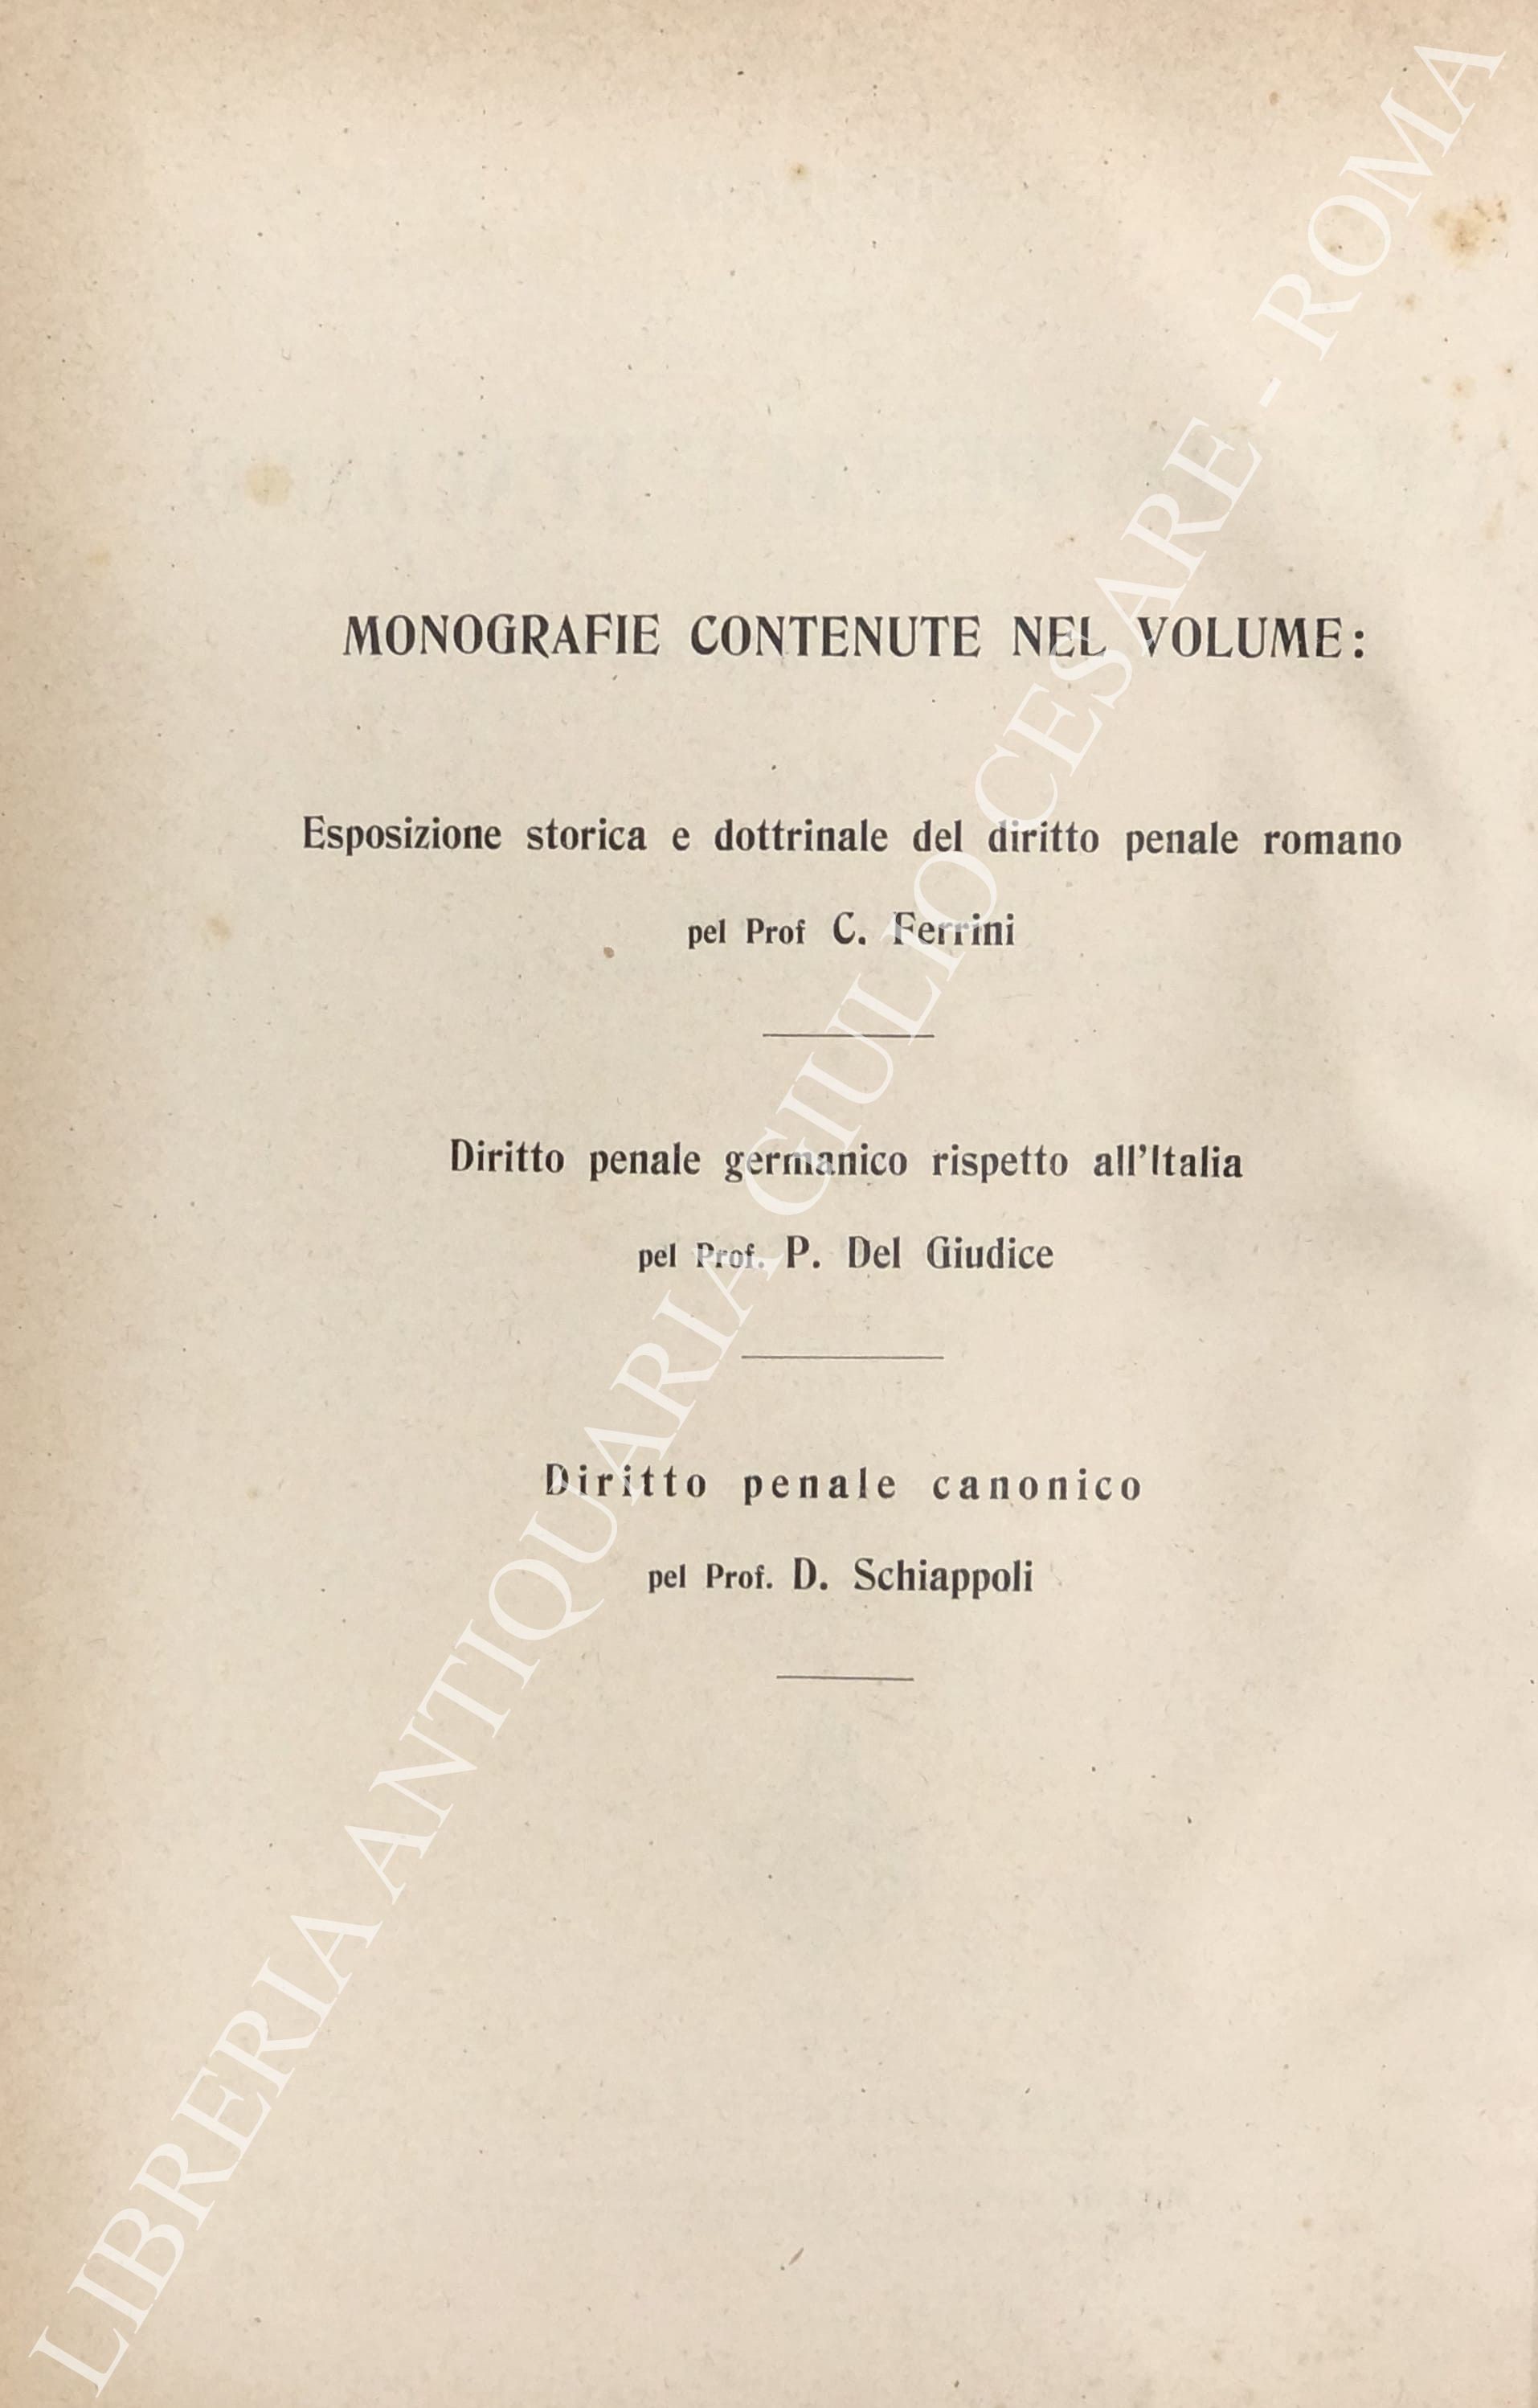 MONOGRAFIE CONTENUTE NEL VOLUME:
Esposizione storica e dottrinale del diritto penale romano
pel Prof C. Ferrini
Diritto penale germanico rispetto all'Italia
pel Prof. P. Del Giudice
Diritto penale canonico
pel Prof. D. Schiappoli
LIBRERIA ANTIQUARIA GIULIO CESARE - ROMA